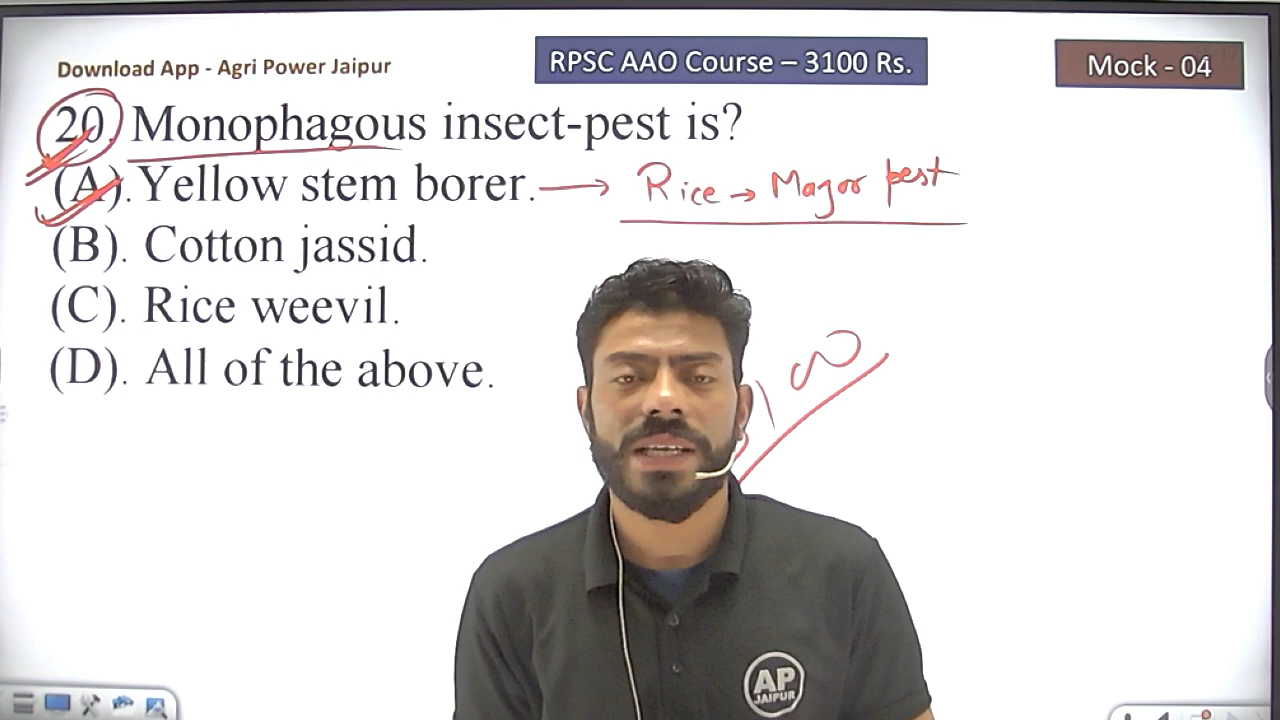 Download App - Agri Power Jaipur
RPSC AAO Course – 3100 Rs.
Mock - 04
20. Monophagous insect-pest is?
(A). Yellow stem borer. → Rice → Major pest
(B). Cotton jassid.
(C). Rice weevil.
(D). All of the above.
AP
JAIPUR